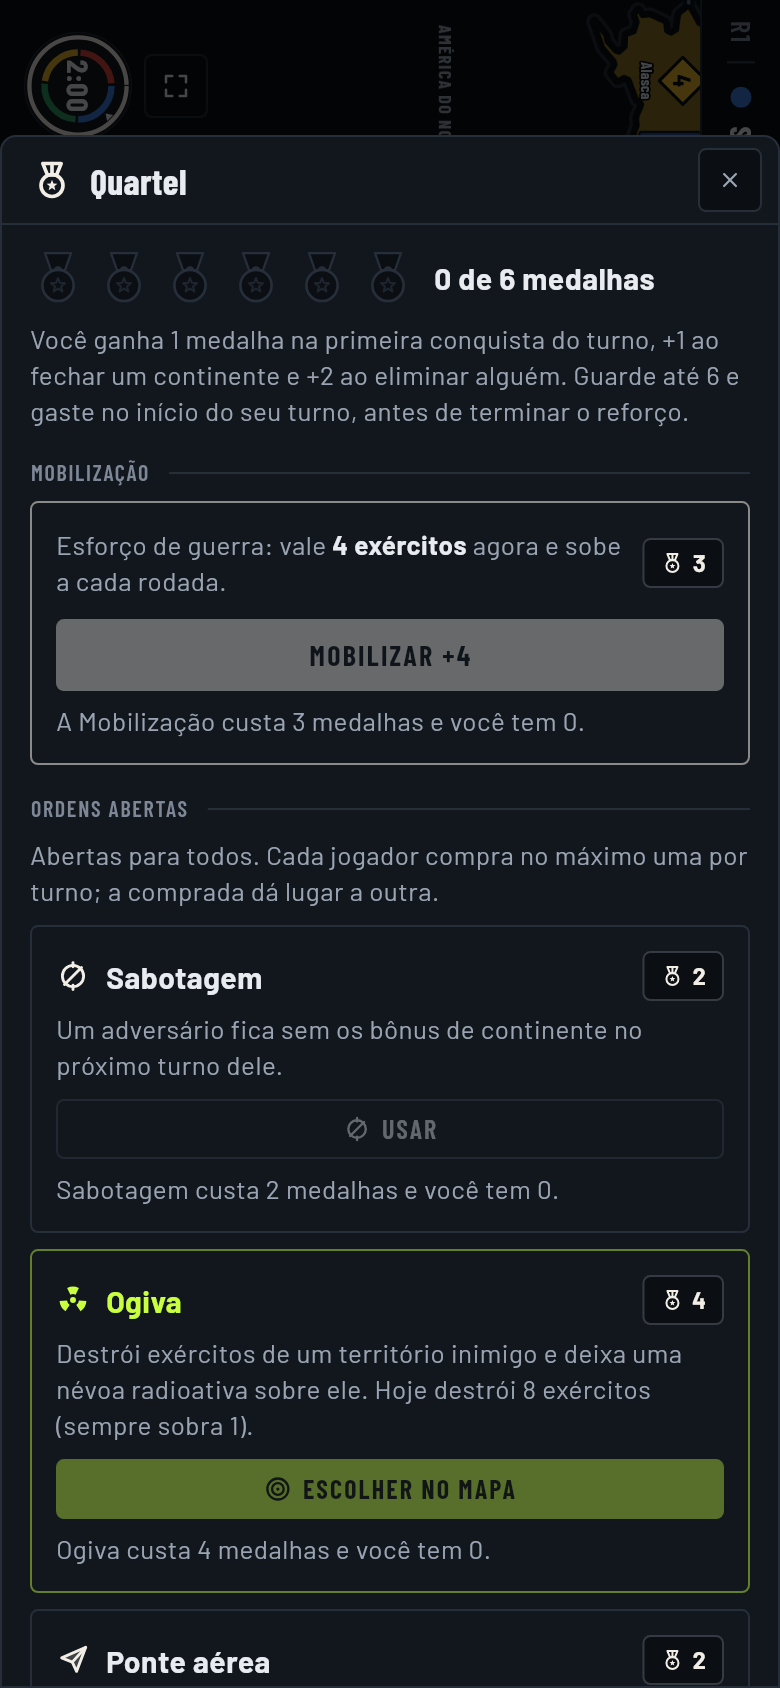 2:00
AMÉRICA DO NO
Alasca
4
R1
S
Quartel
0 de 6 medalhas
Você ganha 1 medalha na primeira conquista do turno, +1 ao
fechar um continente e +2 ao eliminar alguém. Guarde até 6 e
gaste no início do seu turno, antes de terminar o reforço.
MOBILIZAÇÃO
Esforço de guerra: vale 4 exércitos agora e sobe
a cada rodada.
3
MOBILIZAR +4
A Mobilização custa 3 medalhas e você tem 0.
ORDENS ABERTAS
Abertas para todos. Cada jogador compra no máximo uma por
turno; a comprada dá lugar a outra.
Sabotagem
2
Um adversário fica sem os bônus de continente no
próximo turno dele.
USAR
Sabotagem custa 2 medalhas e você tem 0.
Ogiva
4
Destrói exércitos de um território inimigo e deixa uma
névoa radioativa sobre ele. Hoje destrói 8 exércitos
(sempre sobra 1).
ESCOLHER NO MAPA
Ogiva custa 4 medalhas e você tem 0.
Ponte aérea
2